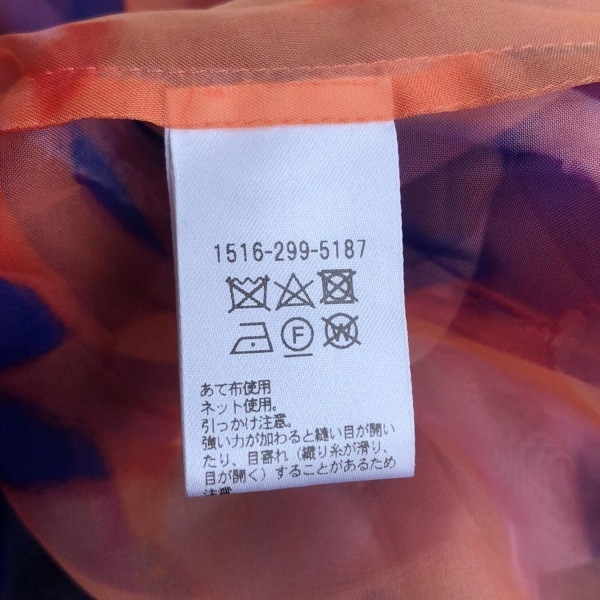 1516-299-5187
F
W
あて布使用
ネット使用。
引っかけ注意。
強い力が加わると縫い目が開い
たり、目寄れ（織り糸が滑り、
目が開く）することがあるため
注意